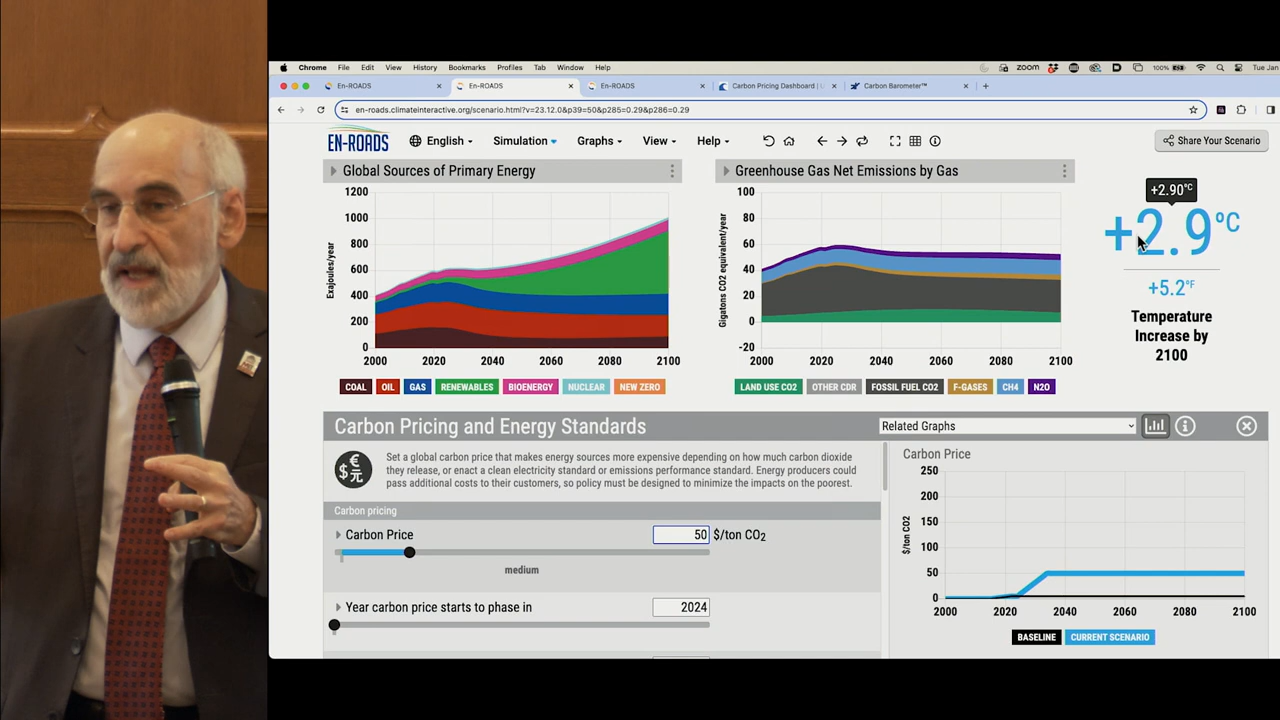 Chrome File Edit View History Bookmarks Profiles Tab Window Help
zoom 100% Tue Jan
En-ROADS
En-ROADS
En-ROADS
Carbon Pricing Dashboard |
Carbon Barometer™
en-roads.climateinteractive.org/scenario.html?v=23.12.0&p39=50&p285=0.29&p286=0.29
EN-ROADS
English Simulation Graphs View Help
Share Your Scenario
Global Sources of Primary Energy
Exajoules/year
1200
1000
800
600
400
200
0
2000 2020 2040 2060 2080 2100
COAL OIL GAS RENEWABLES BIOENERGY NUCLEAR NEW ZERO
Greenhouse Gas Net Emissions by Gas
Gigatons CO2 equivalent/year
100
80
60
40
20
0
-20
2000 2020 2040 2060 2080 2100
LAND USE CO2 OTHER CDR FOSSIL FUEL CO2 F-GASES CH4 N2O
+2.90°C
+2.9°C
+5.2°F
Temperature
Increase by
2100
Carbon Pricing and Energy Standards
Related Graphs
$ € 元
Set a global carbon price that makes energy sources more expensive depending on how much carbon dioxide
they release, or enact a clean electricity standard or emissions performance standard. Energy producers could
pass additional costs to their customers, so policy must be designed to minimize the impacts on the poorest.
Carbon pricing
Carbon Price 50 $/ton CO₂
medium
Year carbon price starts to phase in 2024
Carbon Price
$/ton CO2
250
200
150
100
50
0
2000 2020 2040 2060 2080 2100
BASELINE CURRENT SCENARIO